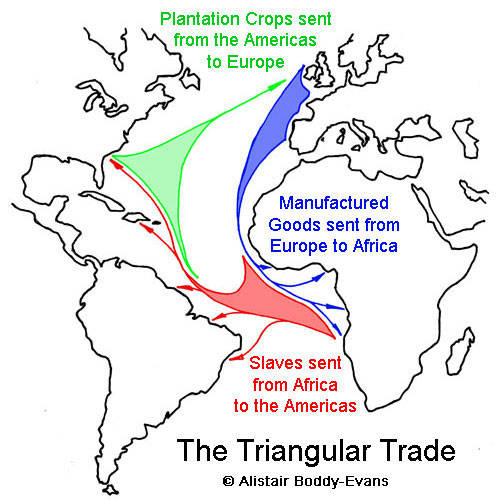 Plantation Crops sent
from the Americas
to Europe
Manufactured
Goods sent from
Europe to Africa
Slaves sent
from Africa
to the Americas
The Triangular Trade
© Alistair Boddy-Evans